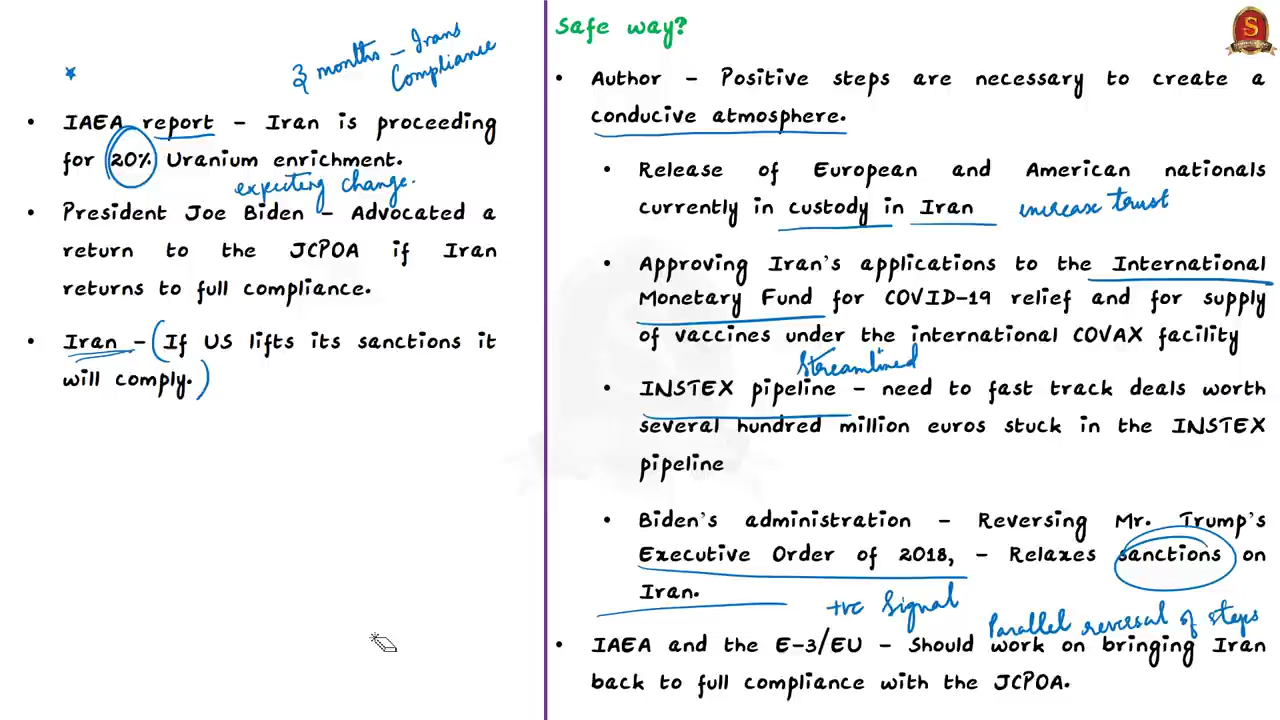 3 months - Irans
Compliance
* 
• IAEA report - Iran is proceeding
for 20% Uranium enrichment.
expecting change.
• President Joe Biden - Advocated a
return to the JCPOA if Iran
returns to full compliance.
• Iran - (If US lifts its sanctions it
will comply.)
Safe way?
• Author - Positive steps are necessary to create a
conducive atmosphere.
• Release of European and American nationals
currently in custody in Iran increase trust
• Approving Iran's applications to the International
Monetary Fund for COVID-19 relief and for supply
of vaccines under the international COVAX facility
Streamlined
• INSTEX pipeline - need to fast track deals worth
several hundred million euros stuck in the INSTEX
pipeline
• Biden's administration - Reversing Mr. Trump's
Executive Order of 2018, - Relaxes sanctions on
Iran.
+ve Signal
Parallel reversal of steps
• IAEA and the E-3/EU - Should work on bringing Iran
back to full compliance with the JCPOA.
S